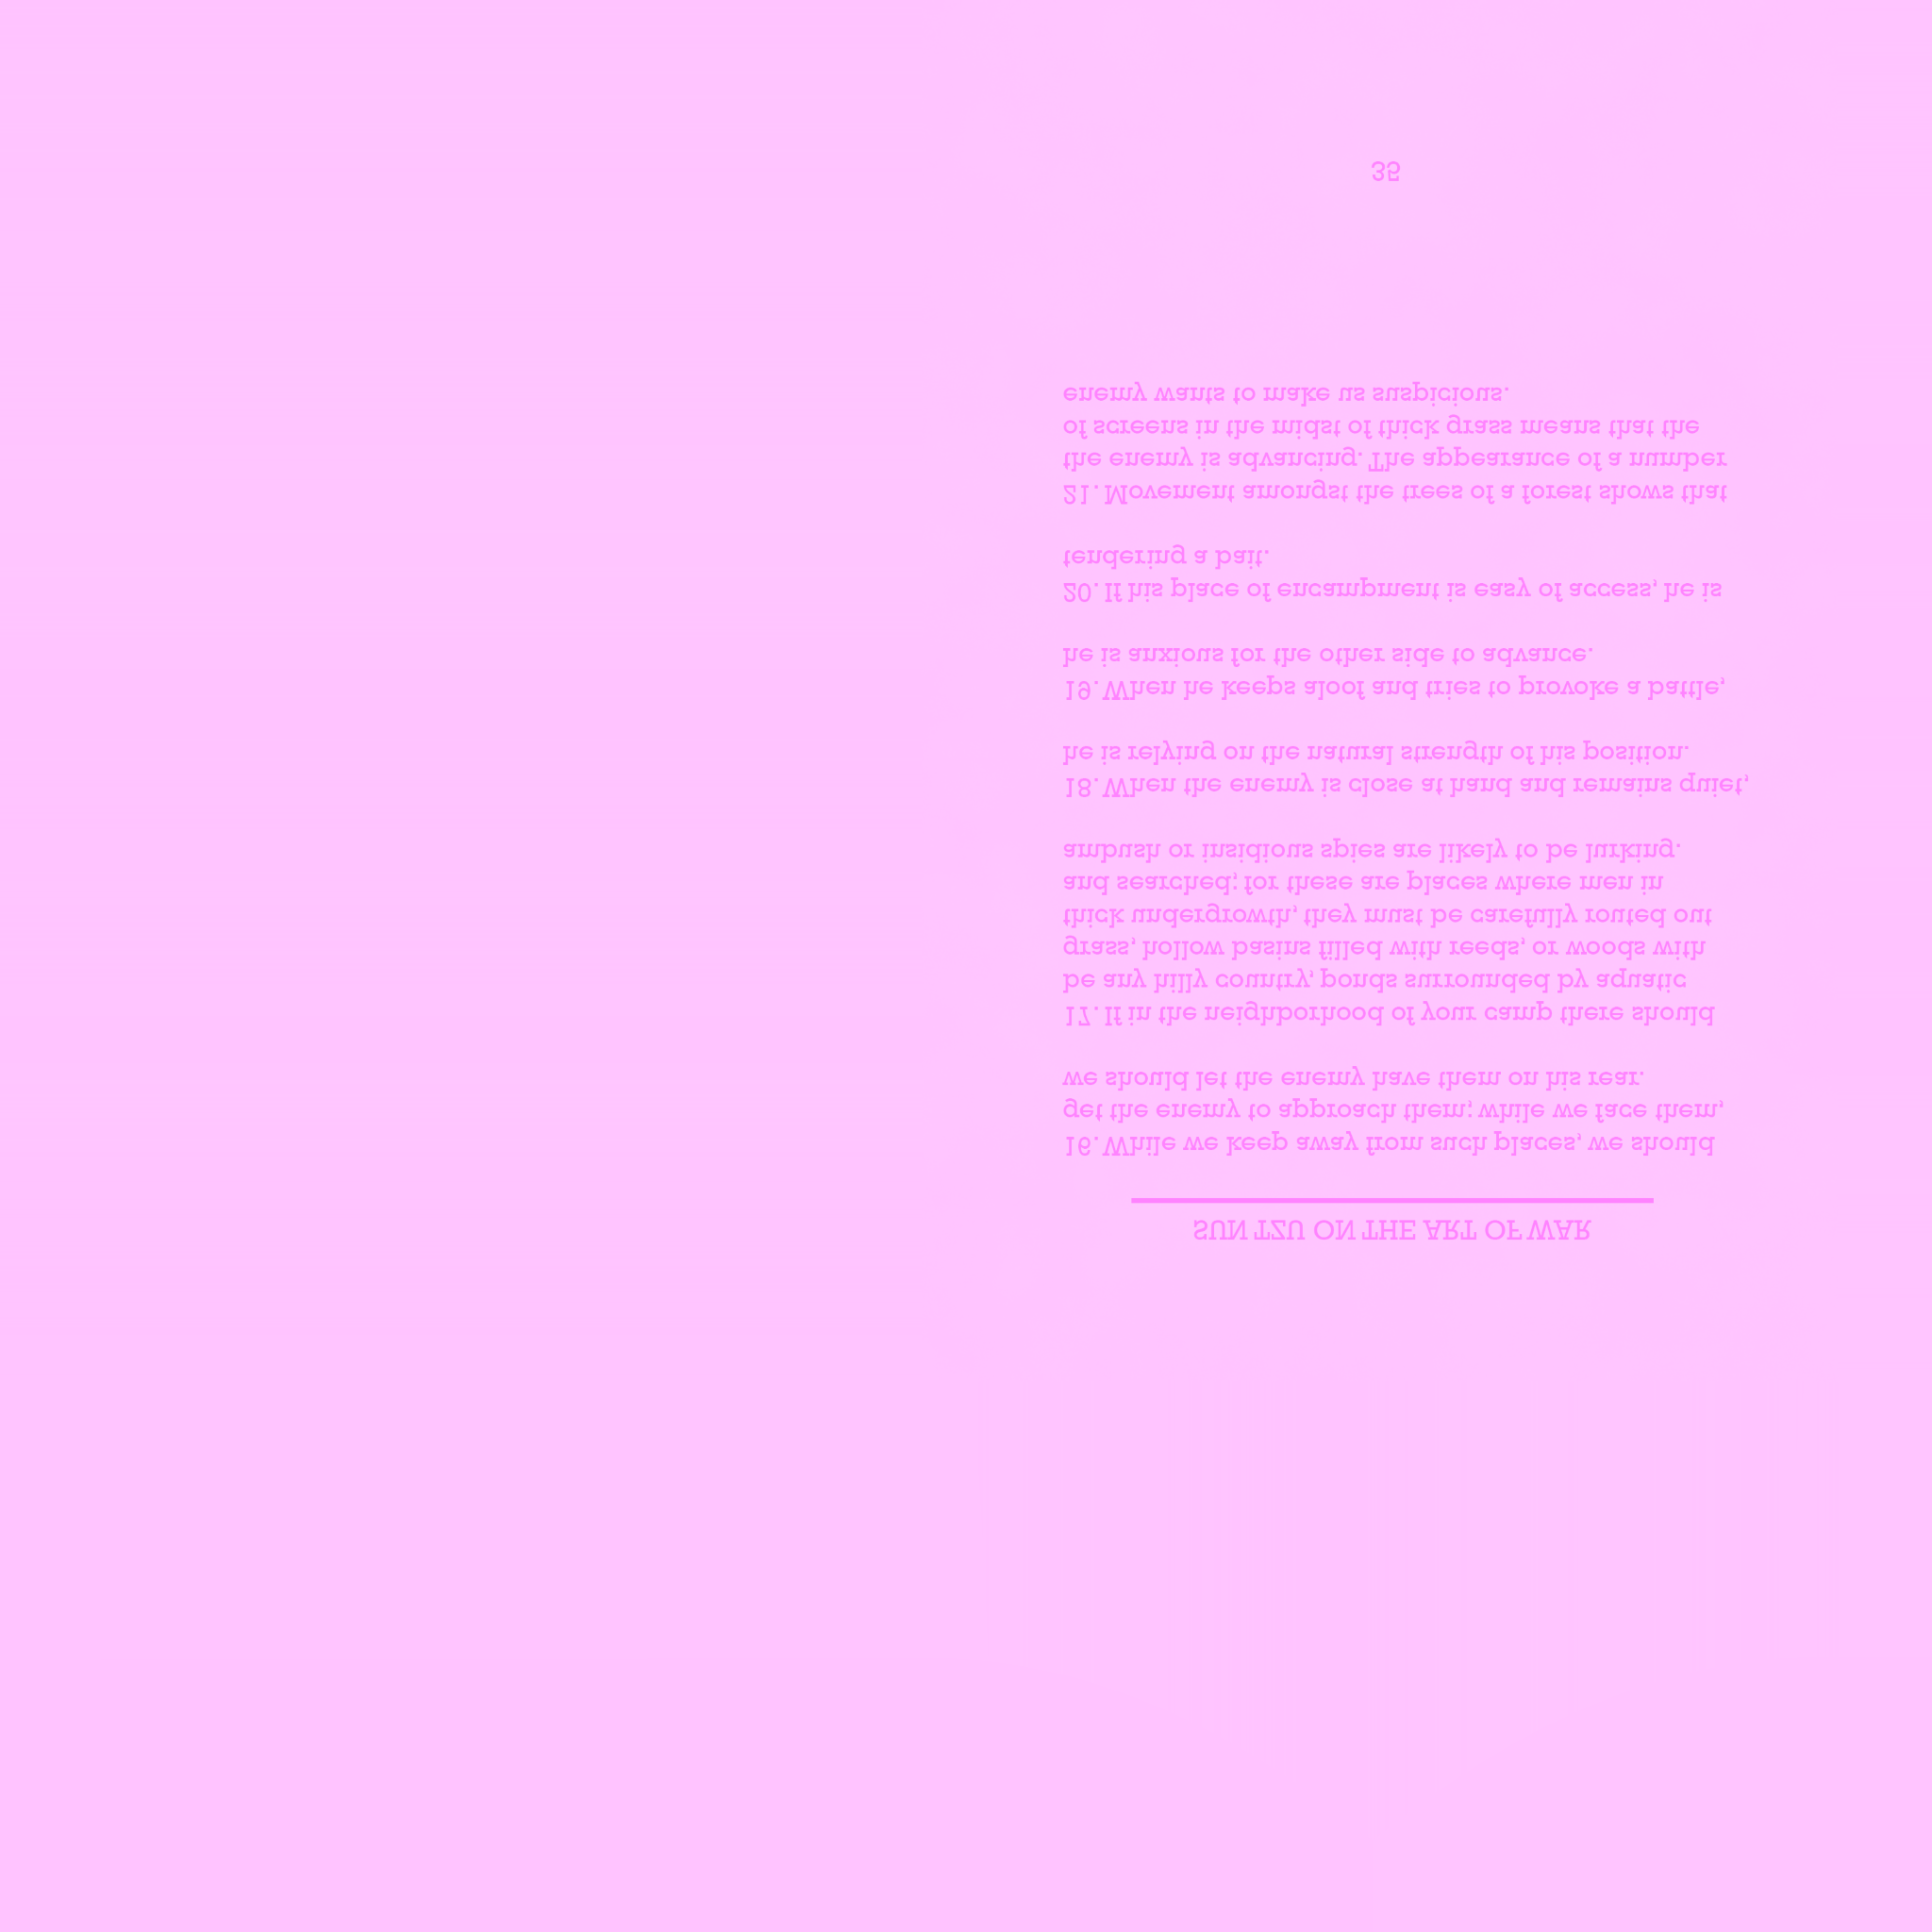 SUN TZU ON THE ART OF WAR
16. While we keep away from such places, we should
get the enemy to approach them; while we face them,
we should let the enemy have them on his rear.
17. If in the neighborhood of your camp there should
be any hilly country, ponds surrounded by aquatic
grass, hollow basins filled with reeds, or woods with
thick undergrowth, they must be carefully routed out
and searched; for these are places where men in
ambush or insidious spies are likely to be lurking.
18. When the enemy is close at hand and remains quiet,
he is relying on the natural strength of his position.
19. When he keeps aloof and tries to provoke a battle,
he is anxious for the other side to advance.
20. If his place of encampment is easy of access, he is
tendering a bait.
21. Movement amongst the trees of a forest shows that
the enemy is advancing. The appearance of a number
of screens in the midst of thick grass means that the
enemy wants to make us suspicious.
35